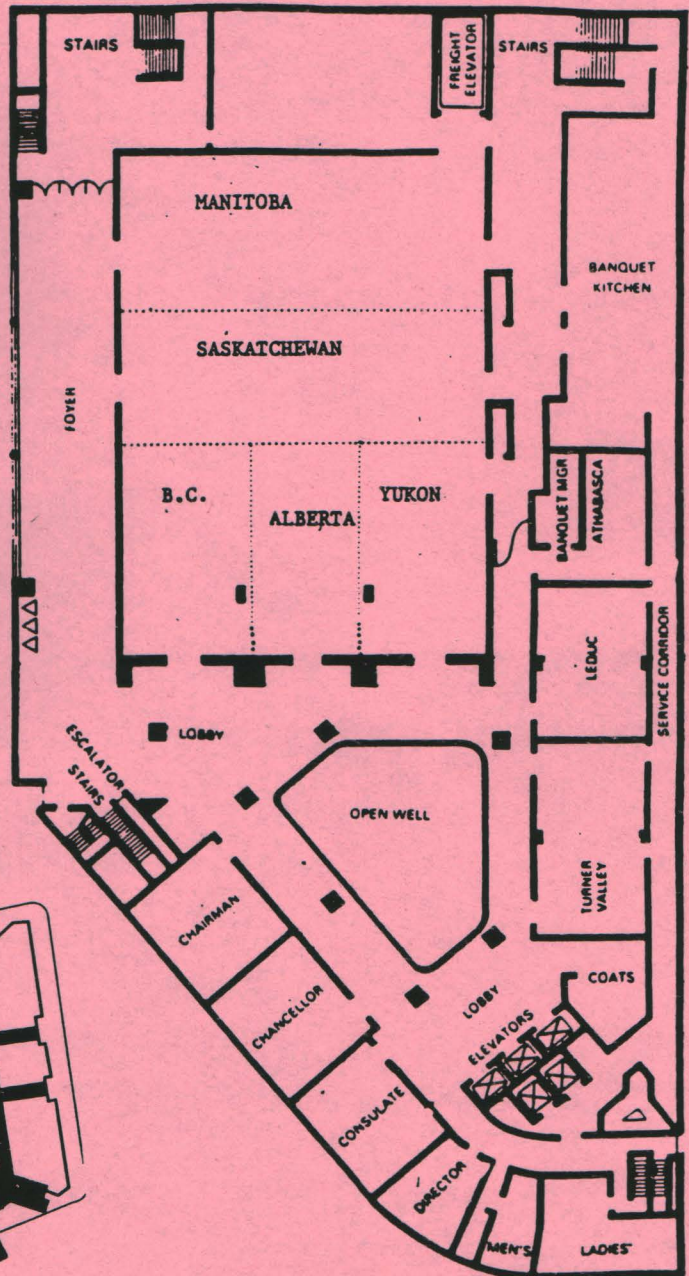 STAIRS
FREIGHT
ELEVATOR
STAIRS
MANITOBA
BANQUET
KITCHEN
SASKATCHEWAN
FOYER
B.C.
ALBERTA
YUKON
BANQUET MGR
ATHABASCA
LEDUC
SERVICE CORRIDOR
LOBBY
ESCALATOR
STAIRS
OPEN WELL
TURNER
VALLEY
CHAIRMAN
COATS
CHANCELLOR
LOBBY
ELEVATORS
CONSULATE
DIRECTOR
MEN'S
LADIES